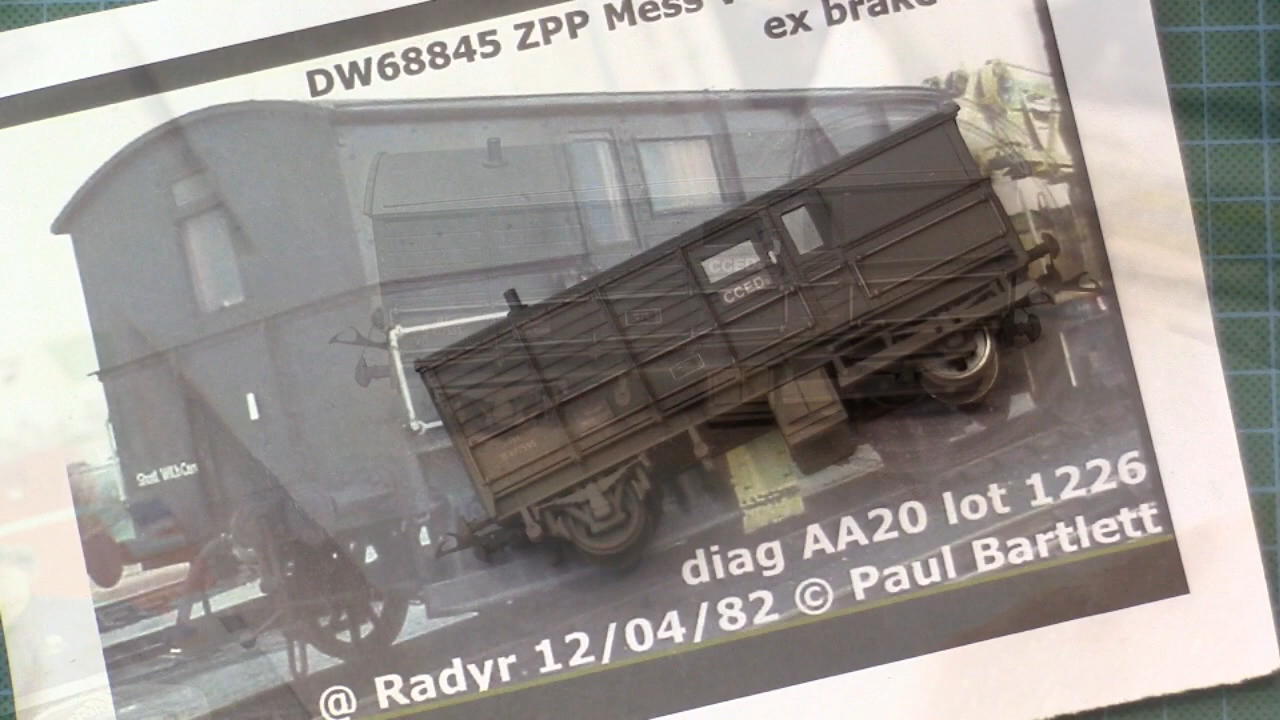 DW68845 ZPP Mess
ex brake
CCED
CCED
diag AA20 lot 1226
@ Radyr 12/04/82 © Paul Bartlett